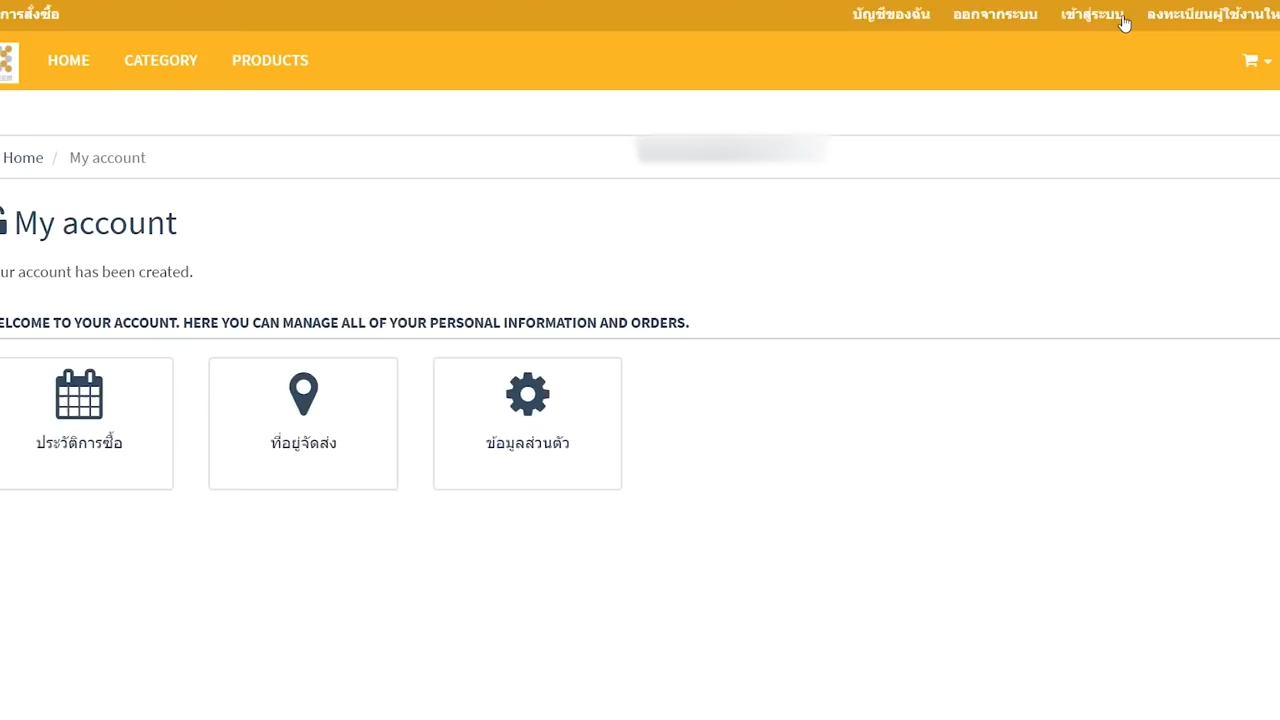 การสั่งซื้อ บัญชีของฉัน ออกจากระบบ เข้าสู่ระบบ ลงทะเบียนผู้ใช้งานให
HOME CATEGORY PRODUCTS
Home / My account
My account
ur account has been created.
ELCOME TO YOUR ACCOUNT. HERE YOU CAN MANAGE ALL OF YOUR PERSONAL INFORMATION AND ORDERS.
ประวัติการซื้อ ที่อยู่จัดส่ง ข้อมูลส่วนตัว